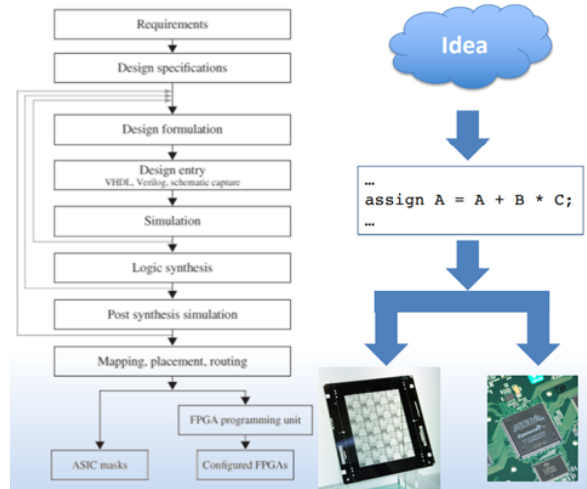 Requirements
Design specifications
Design formulation
Design entry
VHDL, Verilog, schematic capture
Simulation
Logic synthesis
Post synthesis simulation
Mapping, placement, routing
FPGA programming unit
ASIC masks
Configured FPGAs
Idea
…
assign A = A + B * C;
…